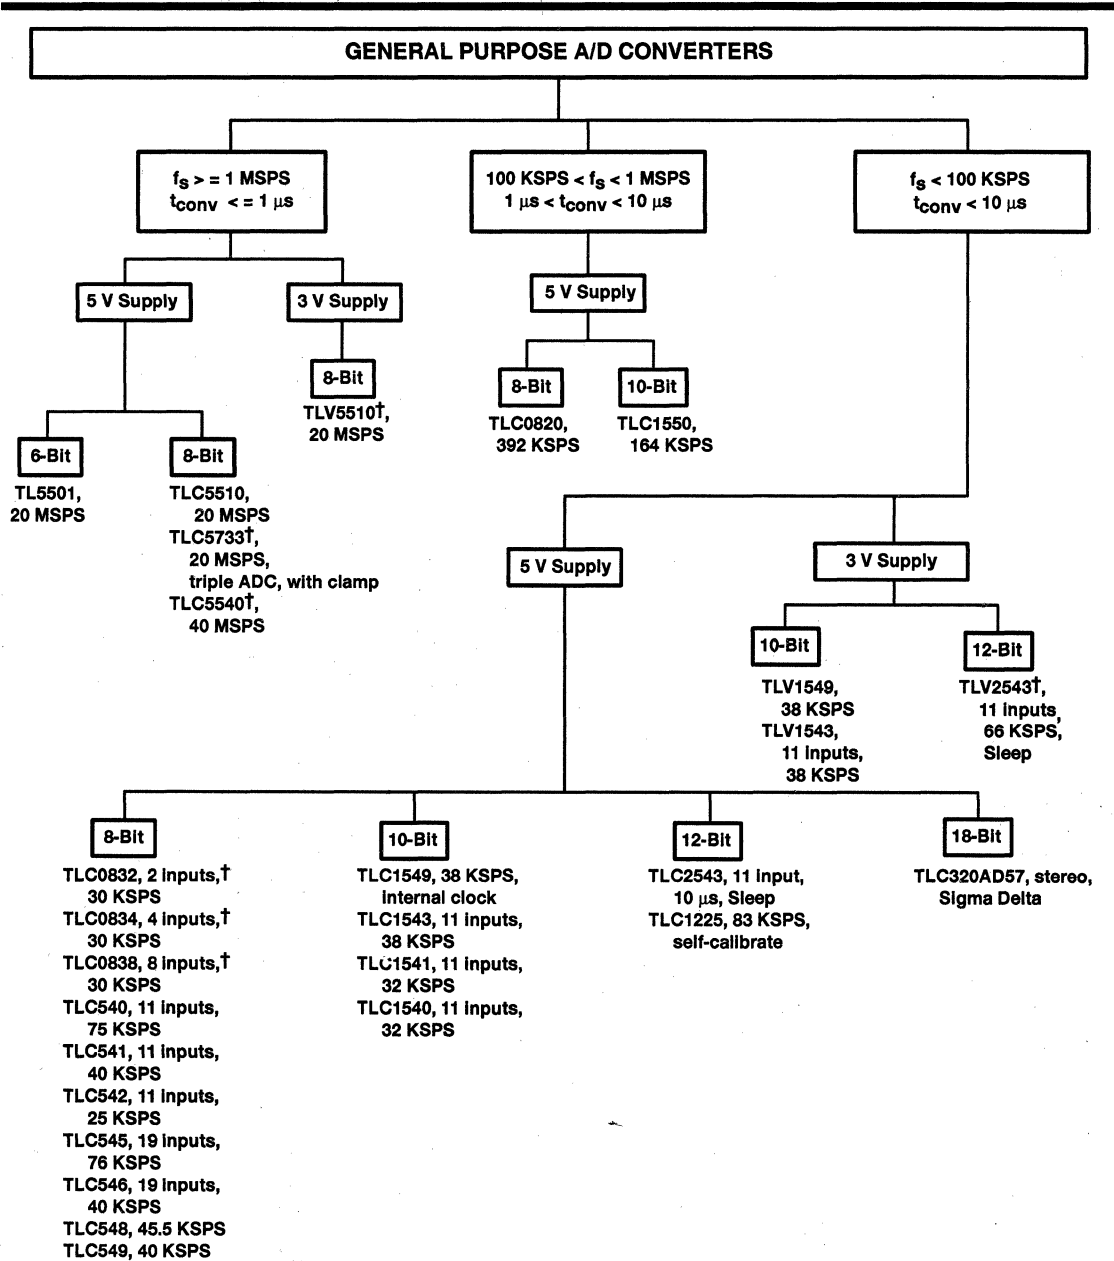 GENERAL PURPOSE A/D CONVERTERS
fs > = 1 MSPS
tconv < = 1 μs
100 KSPS < fs < 1 MSPS
1 μs < tconv < 10 μs
fs < 100 KSPS
tconv < 10 μs
5 V Supply
3 V Supply
5 V Supply
8-Bit
TLV5510†,
20 MSPS
8-Bit
TLC0820,
392 KSPS
10-Bit
TLC1550,
164 KSPS
6-Bit
TL5501,
20 MSPS
8-Bit
TLC5510,
20 MSPS
TLC5733†,
20 MSPS,
triple ADC, with clamp
TLC5540†,
40 MSPS
5 V Supply
3 V Supply
10-Bit
TLV1549,
38 KSPS
TLV1543,
11 inputs,
38 KSPS
12-Bit
TLV2543†,
11 inputs,
66 KSPS,
Sleep
8-Bit
TLC0832, 2 inputs,†
30 KSPS
TLC0834, 4 inputs,†
30 KSPS
TLC0838, 8 inputs,†
30 KSPS
TLC540, 11 inputs,
75 KSPS
TLC541, 11 inputs,
40 KSPS
TLC542, 11 inputs,
25 KSPS
TLC545, 19 inputs,
76 KSPS
TLC546, 19 inputs,
40 KSPS
TLC548, 45.5 KSPS
TLC549, 40 KSPS
10-Bit
TLC1549, 38 KSPS,
internal clock
TLC1543, 11 inputs,
38 KSPS
TLC1541, 11 inputs,
32 KSPS
TLC1540, 11 inputs,
32 KSPS
12-Bit
TLC2543, 11 input,
10 μs, Sleep
TLC1225, 83 KSPS,
self-calibrate
18-Bit
TLC320AD57, stereo,
Sigma Delta